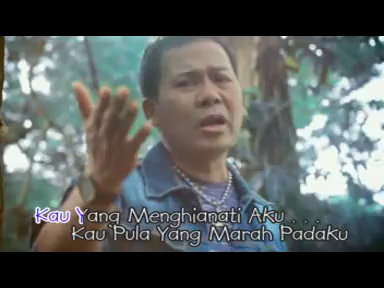 Kau Yang Menghianati Aku . . .
Kau Pula Yang Marah Padaku